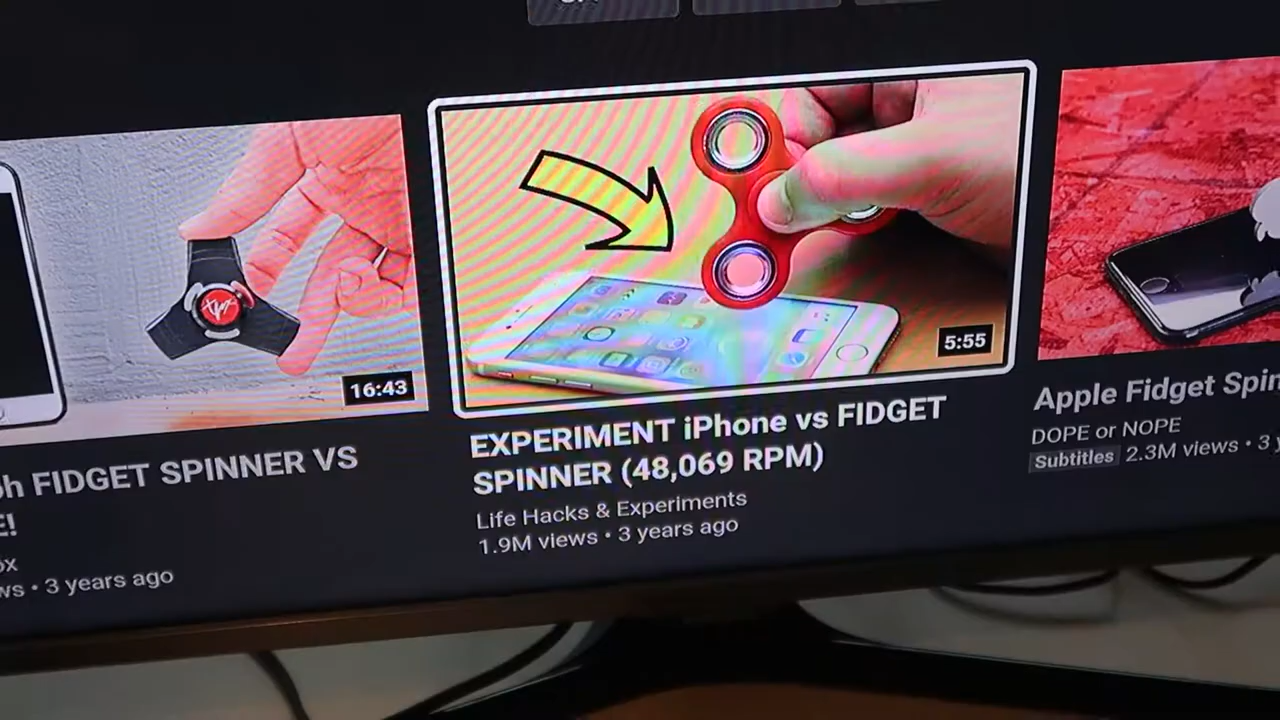 16:43
FIDGET SPINNER VS
E!
3 years ago
5:55
EXPERIMENT iPhone vs FIDGET
SPINNER (48,069 RPM)
Life Hacks & Experiments
1.9M views • 3 years ago
Apple Fidget Spin
DOPE or NOPE
Subtitles 2.3M views • 3 y